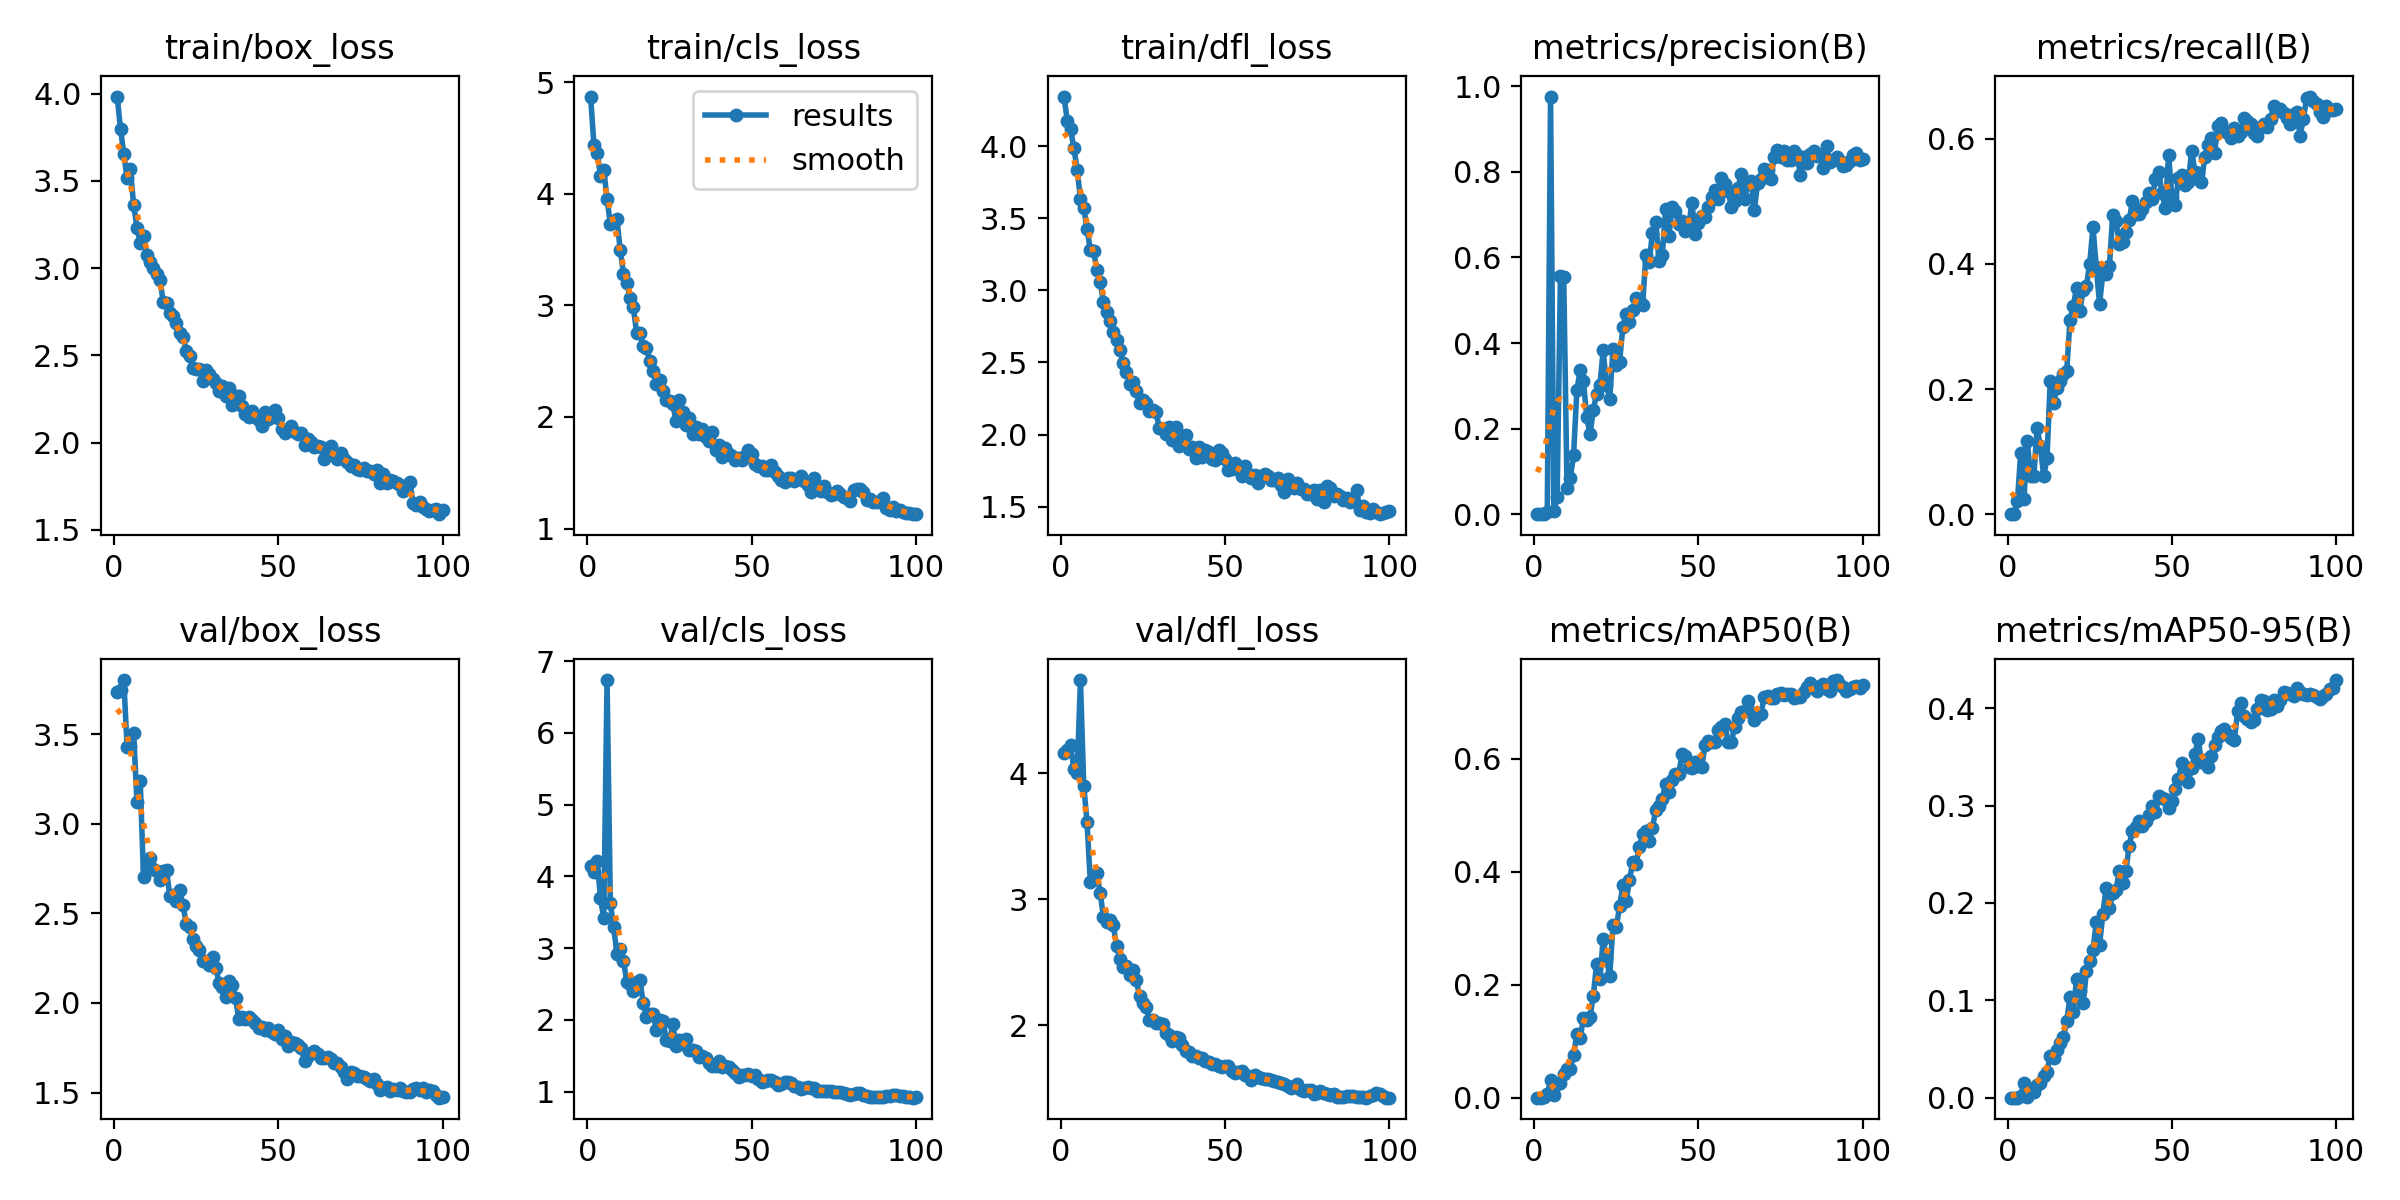 train/box_loss
4.0
3.5
3.0
2.5
2.0
1.5
0 50 100
train/cls_loss
results
smooth
5
4
3
2
1
0 50 100
train/dfl_loss
4.0
3.5
3.0
2.5
2.0
1.5
0 50 100
metrics/precision(B)
1.0
0.8
0.6
0.4
0.2
0.0
0 50 100
metrics/recall(B)
0.6
0.4
0.2
0.0
0 50 100
val/box_loss
3.5
3.0
2.5
2.0
1.5
0 50 100
val/cls_loss
7
6
5
4
3
2
1
0 50 100
val/dfl_loss
4
3
2
0 50 100
metrics/mAP50(B)
0.6
0.4
0.2
0.0
0 50 100
metrics/mAP50-95(B)
0.4
0.3
0.2
0.1
0.0
0 50 100